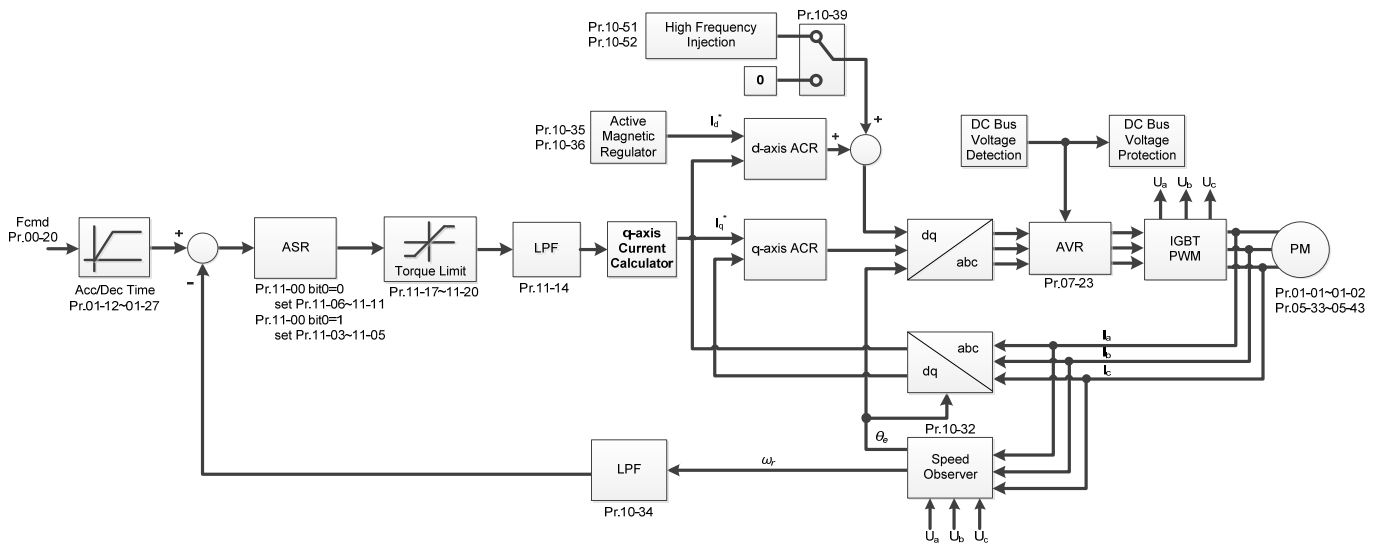 Pr.10-39
Pr.10-51
Pr.10-52
High Frequency
Injection
0
+
Pr.10-35
Pr.10-36
Active
Magnetic
Regulator
Id*
d-axis ACR
+
DC Bus
Voltage
Detection
DC Bus
Voltage
Protection
Ua Ub Uc
Fcmd
Pr.00-20
Acc/Dec Time
Pr.01-12~01-27
+
-
ASR
Pr.11-00 bit0=0
set Pr.11-06~11-11
Pr.11-00 bit0=1
set Pr.11-03~11-05
Torque Limit
Pr.11-17~11-20
LPF
Pr.11-14
q-axis
Current
Calculator
Iq*
q-axis ACR
dq
abc
AVR
Pr.07-23
IGBT
PWM
PM
Pr.01-01~01-02
Pr.05-33~05-43
abc
dq
Ia
Ib
Ic
Pr.10-32
θe
Speed
Observer
ωr
LPF
Pr.10-34
Ua Ub Uc